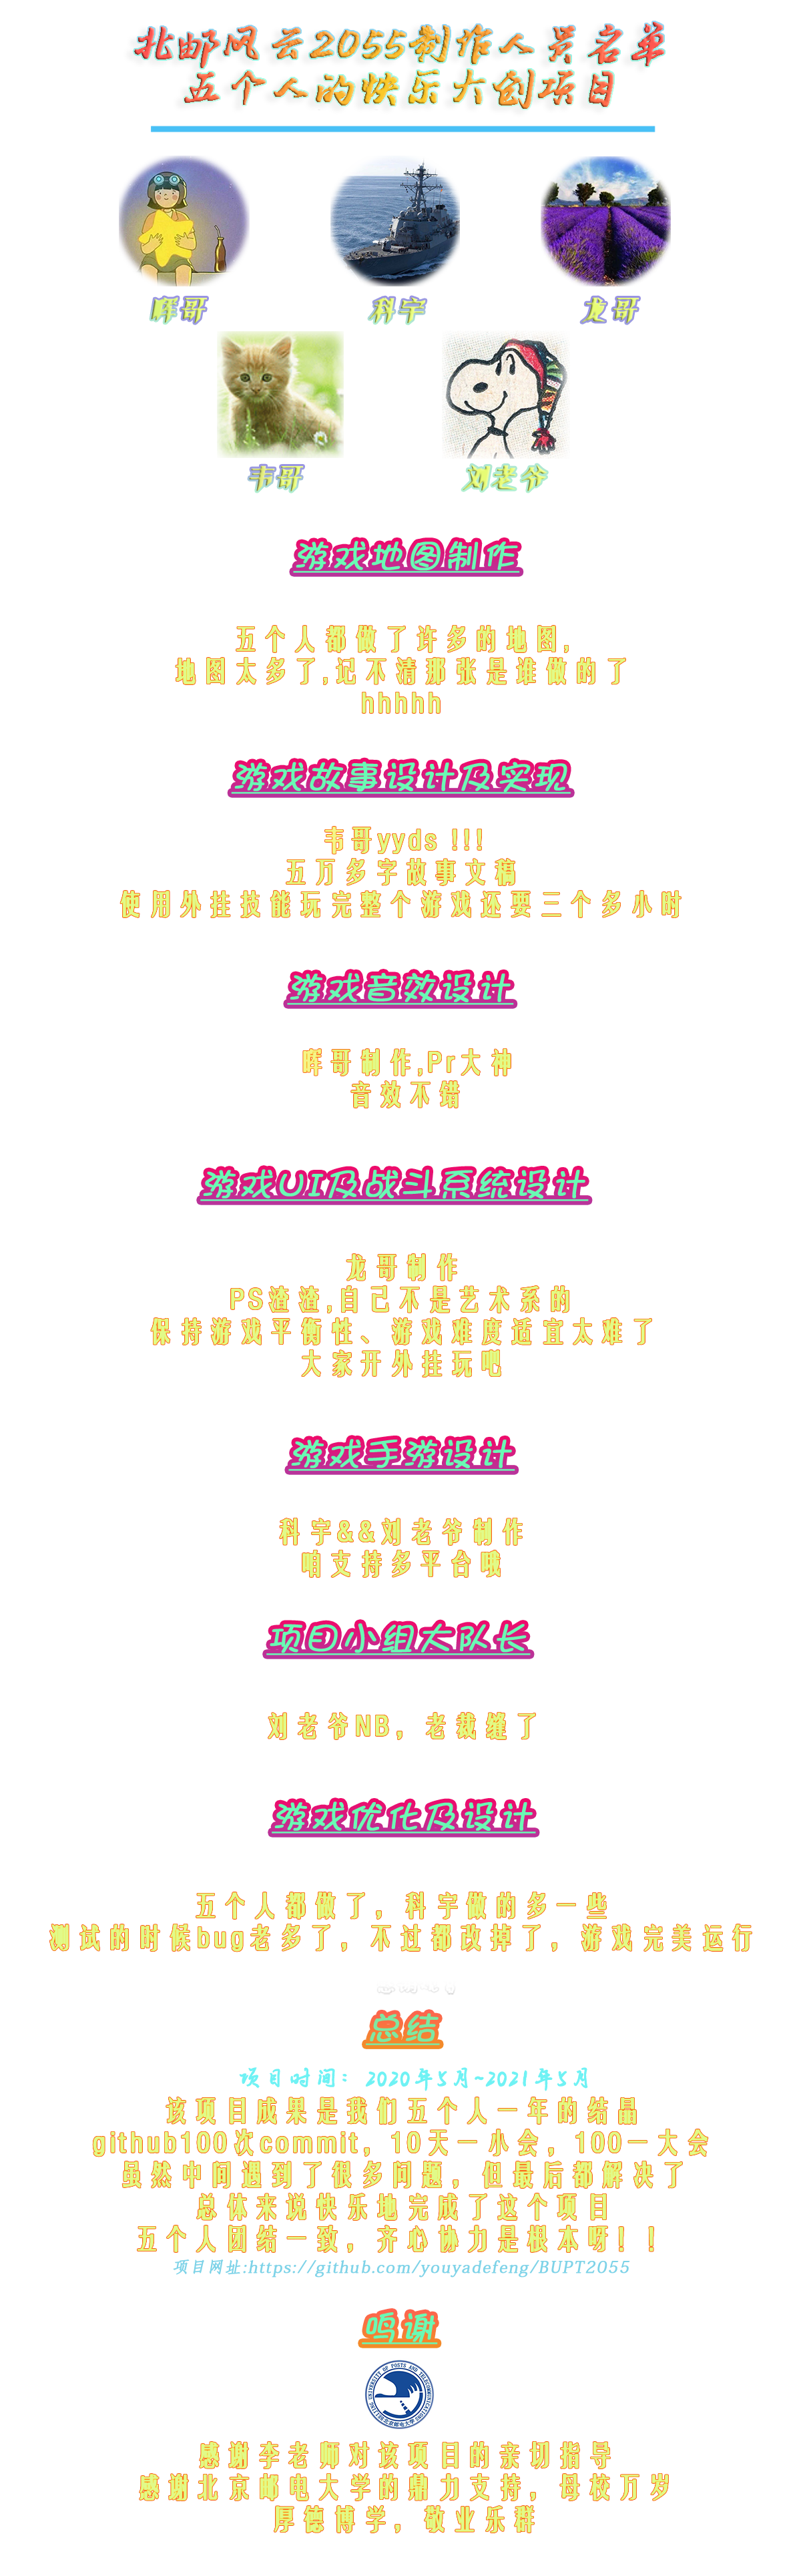 北邮风云2055制作人员名单
五个人的快乐大创项目
晖哥
科宇
龙哥
韦哥
刘老爷
游戏地图制作
五个人都做了许多的地图,
地图太多了,记不清那张是谁做的了
hhhhh
游戏故事设计及实现
韦哥yyds !!!
五万多字故事文稿
使用外挂技能玩完整个游戏还要三个多小时
游戏音效设计
晖哥制作,Pr大神
音效不错
游戏UI及战斗系统设计
龙哥制作
PS渣渣,自己不是艺术系的
保持游戏平衡性、游戏难度适宜太难了
大家开外挂玩吧
游戏手游设计
科宇&&刘老爷制作
咱支持多平台哦
项目小组大队长
刘老爷NB，老裁缝了
游戏优化及设计
五个人都做了，科宇做的多一些
测试的时候bug老多了，不过都改掉了，游戏完美运行
总结
项目时间：2020年5月~2021年5月
该项目成果是我们五个人一年的结晶
github100次commit，10天一小会，100一大会
虽然中间遇到了很多问题，但最后都解决了
总体来说快乐地完成了这个项目
五个人团结一致，齐心协力是根本呀！！
项目网址:https://github.com/youyadefeng/BUPT2055
鸣谢
感谢李老师对该项目的亲切指导
感谢北京邮电大学的鼎力支持，母校万岁
厚德博学，敬业乐群